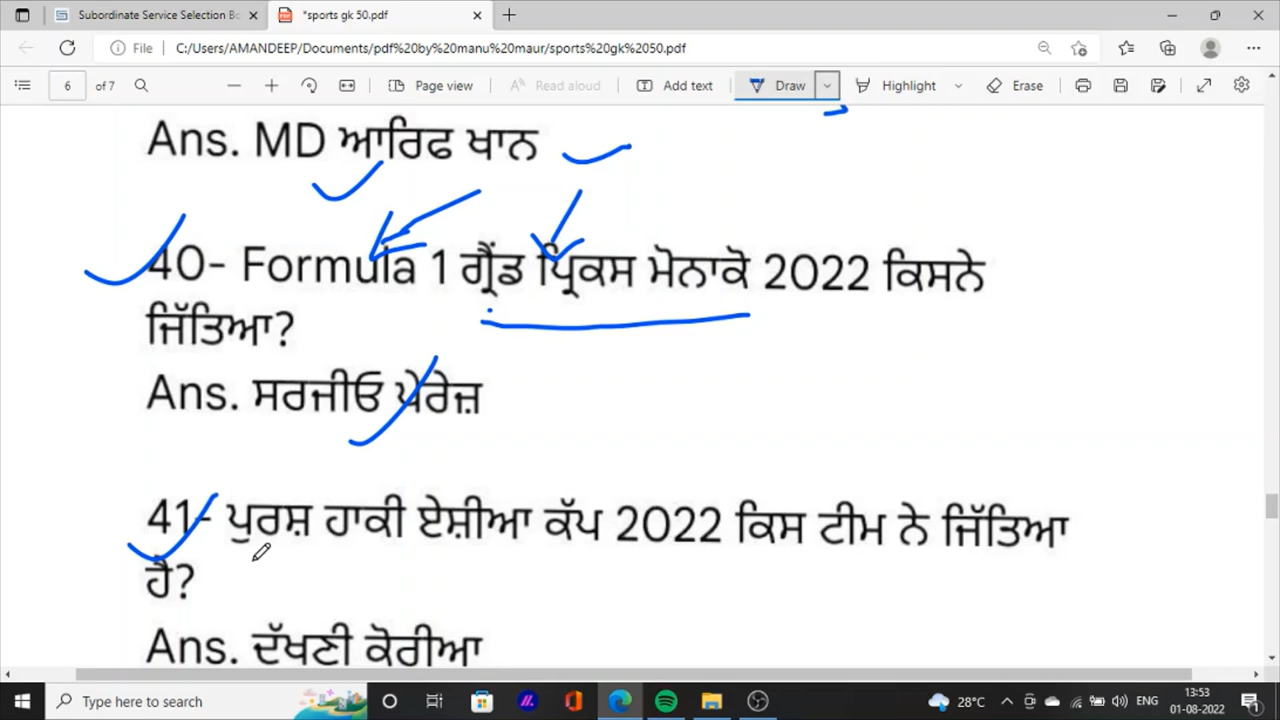 Subordinate Service Selection Bo
*sports gk 50.pdf
File
C:/Users/AMANDEEP/Documents/pdf%20by%20manu%20maur/sports%20gk%2050.pdf
6 of 7
Page view
Read aloud
Add text
Draw
Highlight
Erase
Ans. MD ਆਰਿਫ ਖਾਨ
40- Formula 1 ਗ੍ਰੈਂਡ ਪ੍ਰਿਕਸ ਮੋਨਾਕੋ 2022 ਕਿਸਨੇ
ਜਿੱਤਿਆ?
Ans. ਸਰਜੀਓ ਪੇਰੇਜ਼
41- ਪੁਰਸ਼ ਹਾਕੀ ਏਸ਼ੀਆ ਕੱਪ 2022 ਕਿਸ ਟੀਮ ਨੇ ਜਿੱਤਿਆ
ਹੈ?
Ans. ਦੱਖਣੀ ਕੋਰੀਆ
Type here to search
28°C
ENG
13:53
01-08-2022
1